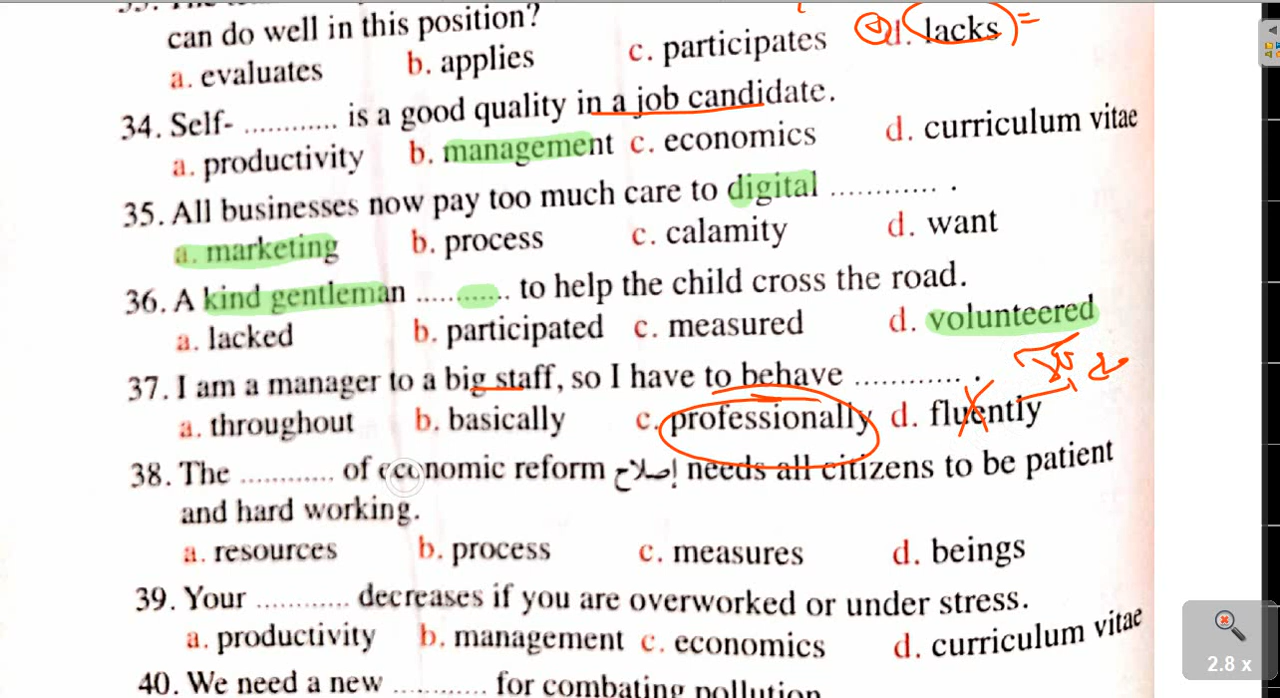 can do well in this position?
a. evaluates b. applies c. participates d. lacks
34. Self- ............ is a good quality in a job candidate.
a. productivity b. management c. economics d. curriculum vitae
35. All businesses now pay too much care to digital ............ .
a. marketing b. process c. calamity d. want
36. A kind gentleman ............ to help the child cross the road.
a. lacked b. participated c. measured d. volunteered
37. I am a manager to a big staff, so I have to behave ............ .
a. throughout b. basically c. professionally d. fluently
38. The ............ of economic reform إصلاح needs all citizens to be patient
and hard working.
a. resources b. process c. measures d. beings
39. Your ............ decreases if you are overworked or under stress.
a. productivity b. management c. economics d. curriculum vitae
40. We need a new ............ for combating pollution
2.8 x